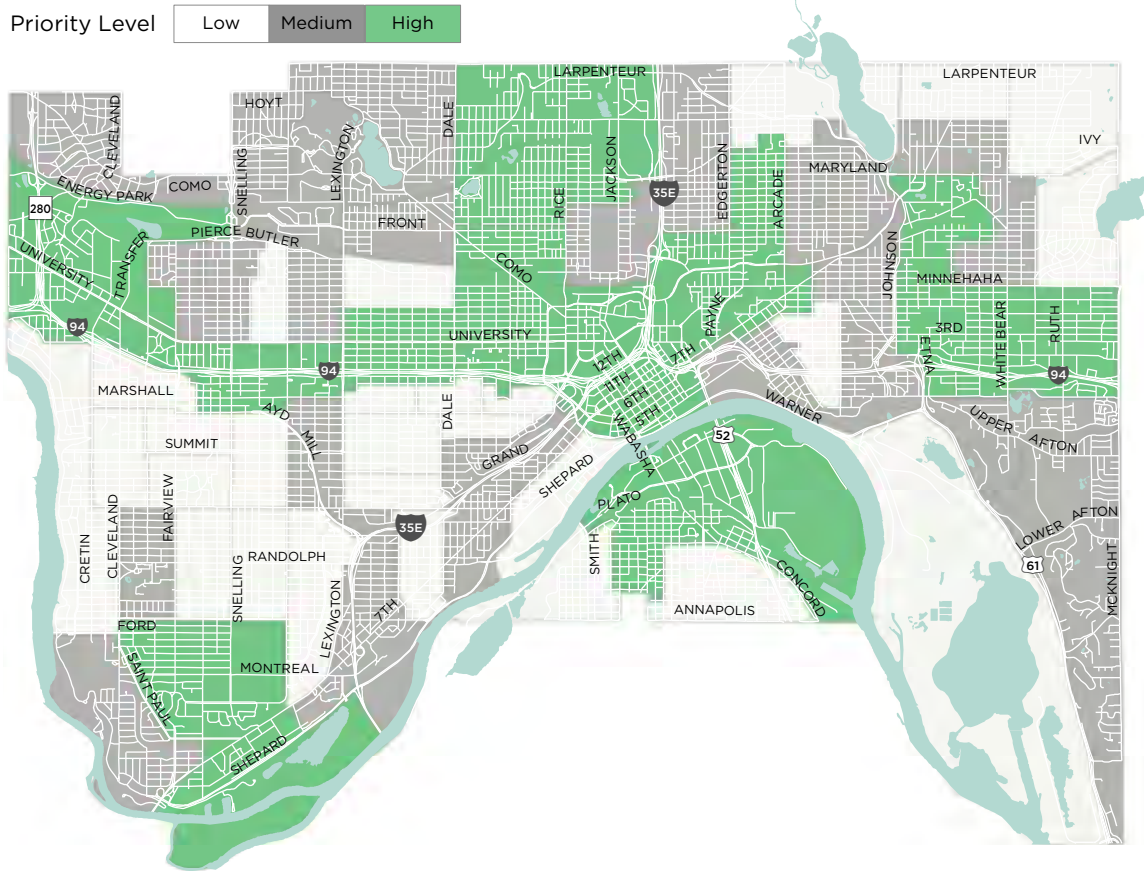 Priority Level Low Medium High
LARPENTEUR
LARPENTEUR
HOYT
CLEVELAND
DALE
LEXINGTON
IVY
SNELLING
JACKSON
EDGERTON
ARCADE
MARYLAND
ENERGY PARK
COMO
RICE
35E
280
FRONT
PIERCE BUTLER
UNIVERSITY
TRANSFER
COMO
JOHNSON
MINNEHAHA
94
UNIVERSITY
PAYNE
3RD
WHITE BEAR
RUTH
ETNA
12TH
7TH
11TH
94
94
6TH
5TH
MARSHALL
AYD MILL
DALE
WABASHA
WARNER
UPPER AFTON
52
SUMMIT
GRAND
SHEPARD
FAIRVIEW
CLEVELAND
PLATO
35E
LOWER AFTON
CRETIN
SNELLING
RANDOLPH
SMITH
61
CONCORD
MCKNIGHT
LEXINGTON
7TH
ANNAPOLIS
FORD
SAINT PAUL
MONTREAL
SHEPARD